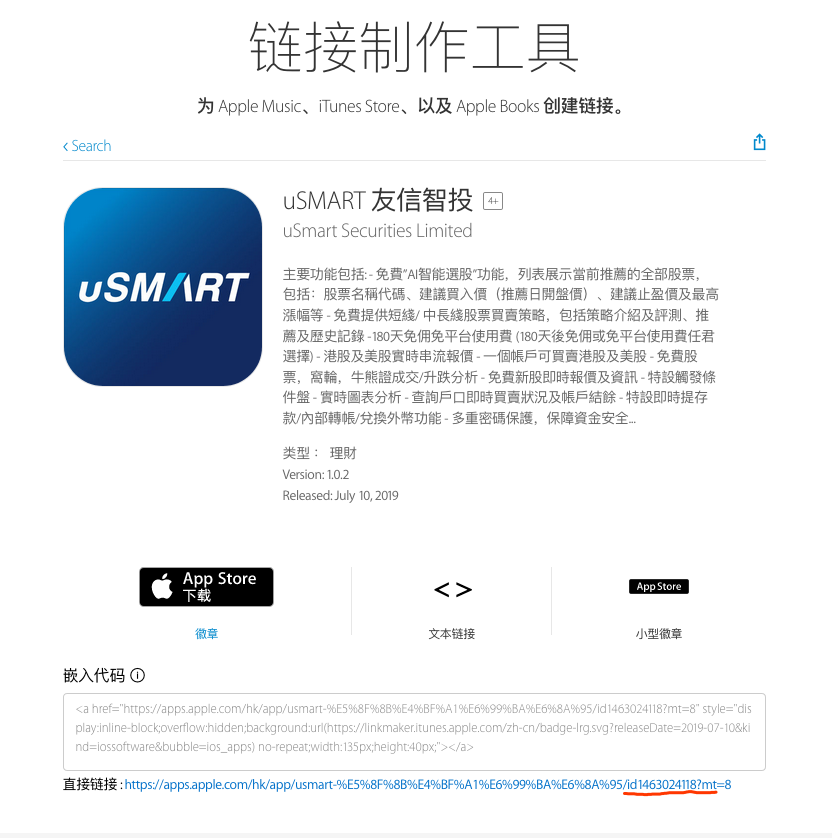 链接制作工具
为 Apple Music、iTunes Store、以及 Apple Books 创建链接。
‹ Search
uSMART
uSMART 友信智投 4+
uSmart Securities Limited
主要功能包括: - 免費"AI智能選股"功能，列表展示當前推薦的全部股票，
包括：股票名稱代碼、建議買入價（推薦日開盤價）、建議止盈價及最高
漲幅等 - 免費提供短綫/ 中長綫股票買賣策略，包括策略介紹及評測、推
薦及歷史記錄 -180天免佣免平台使用費 (180天後免佣或免平台使用費任君
選擇) - 港股及美股實時串流報價 - 一個帳戶可買賣港股及美股 - 免費股
票，窩輪，牛熊證成交/升跌分析 - 免費新股即時報價及資訊 - 特設觸發條
件盤 - 實時圖表分析 - 查詢戶口即時買賣狀況及帳戶結餘 - 特設即時提存
款/內部轉帳/兌換外幣功能 - 多重密碼保護，保障資金安全...
类型： 理財
Version: 1.0.2
Released: July 10, 2019
App Store
下载
< >
App Store
徽章
文本链接
小型徽章
嵌入代码 ⓘ
<a href="https://apps.apple.com/hk/app/usmart-%E5%8F%8B%E4%BF%A1%E6%99%BA%E6%8A%95/id1463024118?mt=8" style="dis
play:inline-block;overflow:hidden;background:url(https://linkmaker.itunes.apple.com/zh-cn/badge-lrg.svg?releaseDate=2019-07-10&ki
nd=iossoftware&bubble=ios_apps) no-repeat;width:135px;height:40px;"></a>
直接链接 : https://apps.apple.com/hk/app/usmart-%E5%8F%8B%E4%BF%A1%E6%99%BA%E6%8A%95/id1463024118?mt=8